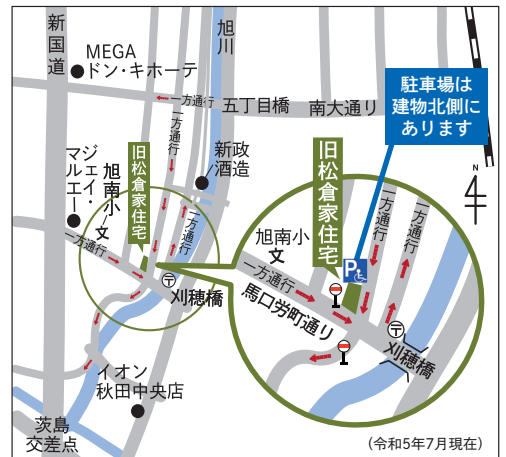 新国道
MEGA
ドン・キホーテ
旭川
一方通行
五丁目橋
南大通り
駐車場は
建物北側に
あります
N
一方通行
一方通行
新政
酒造
マルエー
ジェイ・
旭南小
文
旧松倉家住宅
一方通行
一方通行
〒
刈穂橋
旧松倉家住宅
旭南小
文
P
一方通行
一方通行
一方通行
馬口労町通り
〒
刈穂橋
イオン
秋田中央店
茨島
交差点
(令和5年7月現在)